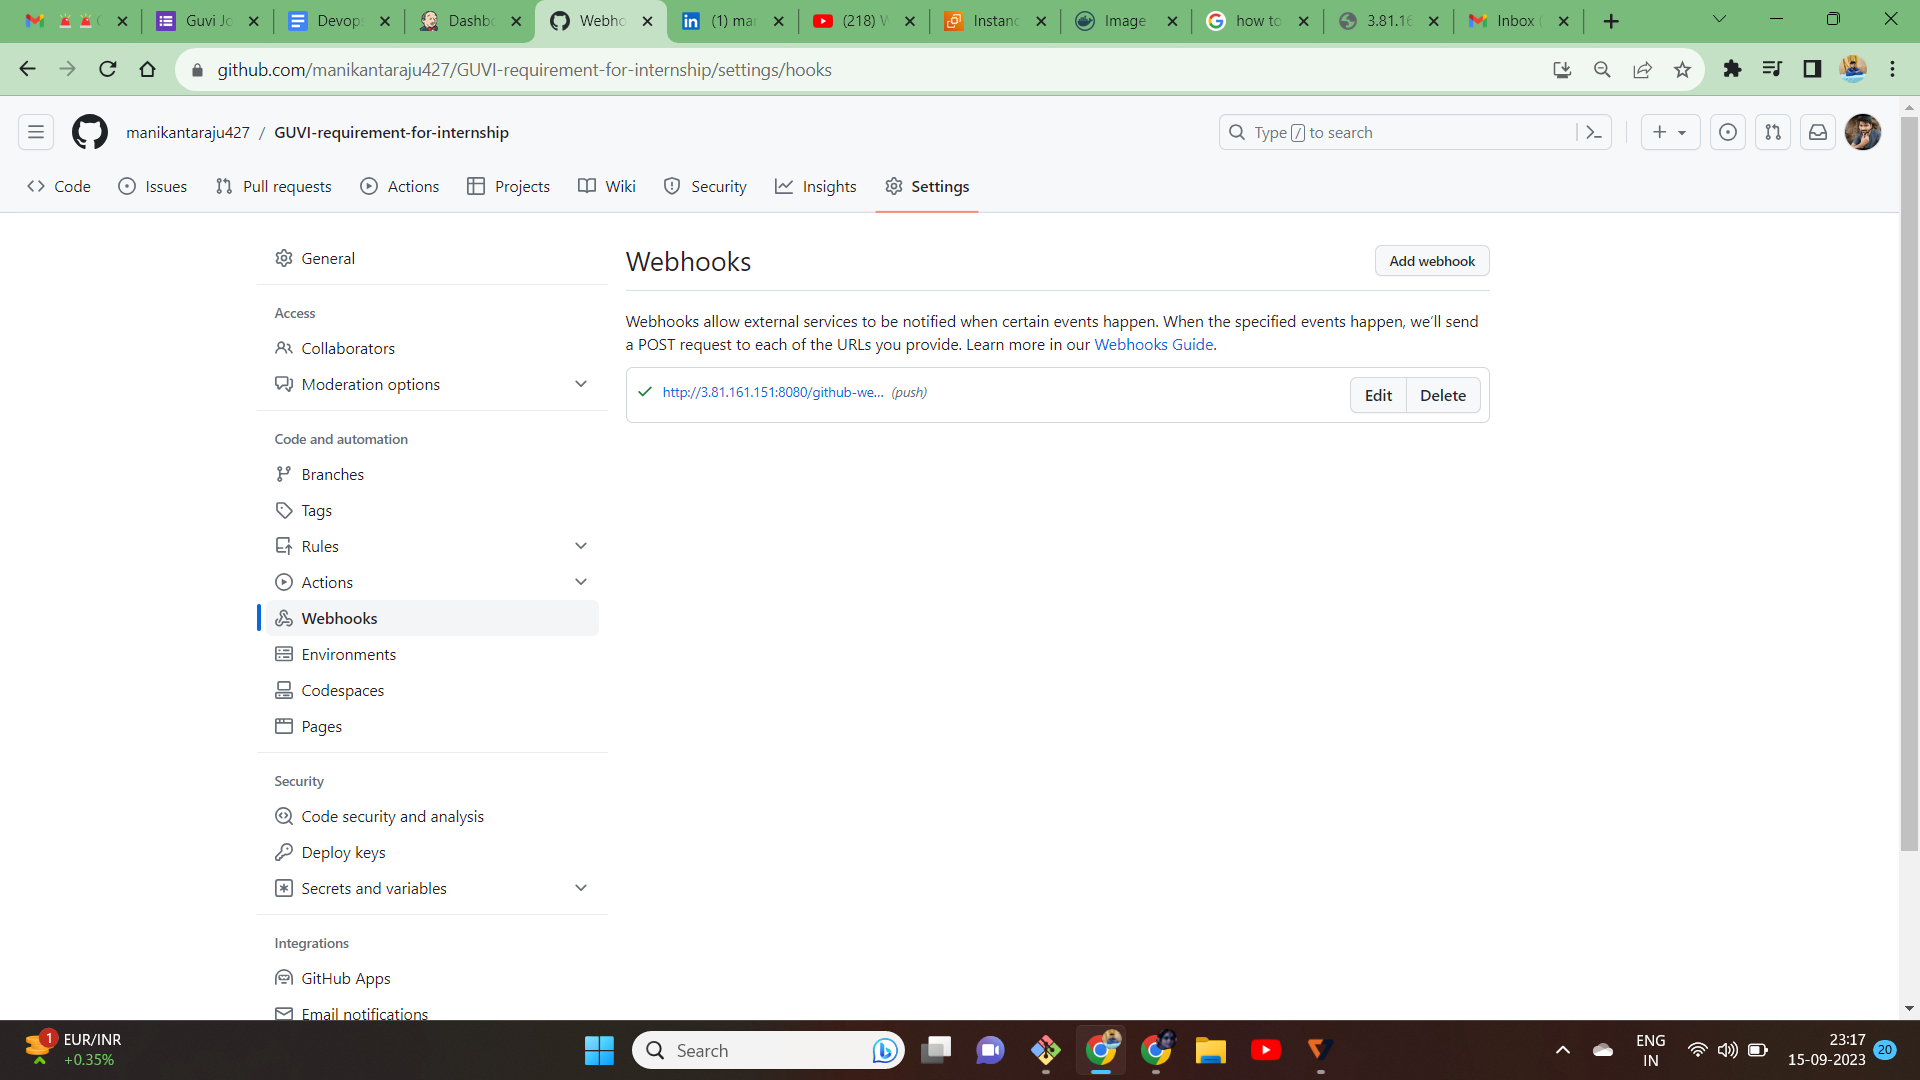 Guvi Jo
Devops
Dashbo
Webho
(1) mar
(218) W
Instanc
Image
how to
3.81.16
Inbox (
github.com/manikantaraju427/GUVI-requirement-for-internship/settings/hooks
manikantaraju427 / GUVI-requirement-for-internship
Type / to search
Code
Issues
Pull requests
Actions
Projects
Wiki
Security
Insights
Settings
General
Access
Collaborators
Moderation options
Code and automation
Branches
Tags
Rules
Actions
Webhooks
Environments
Codespaces
Pages
Security
Code security and analysis
Deploy keys
Secrets and variables
Integrations
GitHub Apps
Email notifications
Webhooks
Add webhook
Webhooks allow external services to be notified when certain events happen. When the specified events happen, we’ll send
a POST request to each of the URLs you provide. Learn more in our Webhooks Guide.
http://3.81.161.151:8080/github-we... (push)
Edit
Delete
1
EUR/INR
+0.35%
Search
ENG
IN
23:17
15-09-2023
20